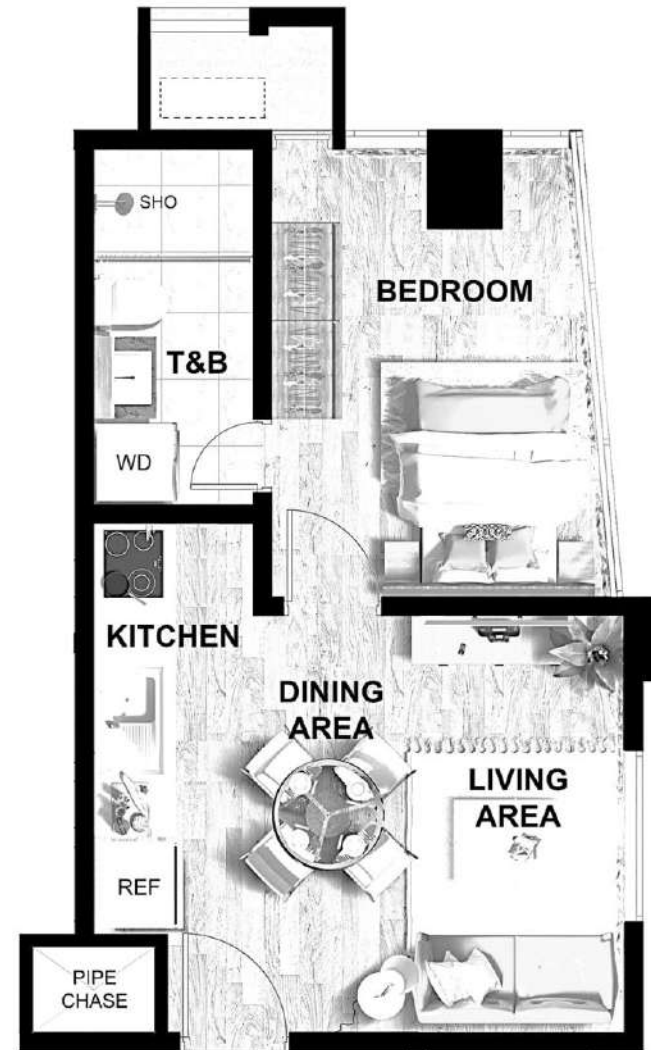 SHO
BEDROOM
T&B
WD
KITCHEN
DINING
AREA
LIVING
AREA
REF
PIPE
CHASE